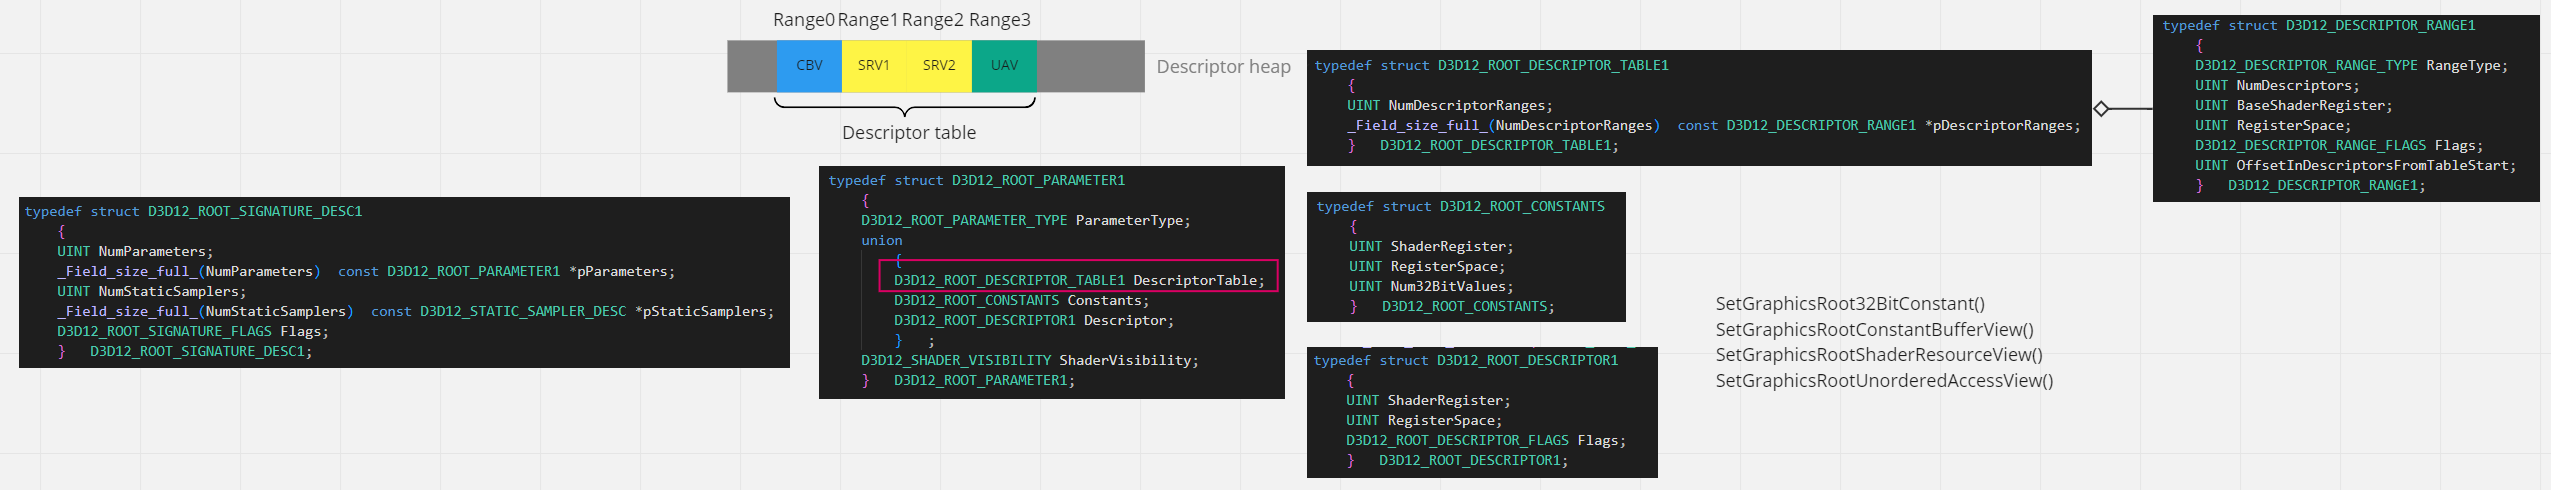 Range0 Range1 Range2 Range3
CBV SRV1 SRV2 UAV
Descriptor heap
Descriptor table
typedef struct D3D12_ROOT_SIGNATURE_DESC1
{
UINT NumParameters;
_Field_size_full_(NumParameters)  const D3D12_ROOT_PARAMETER1 *pParameters;
UINT NumStaticSamplers;
_Field_size_full_(NumStaticSamplers)  const D3D12_STATIC_SAMPLER_DESC *pStaticSamplers;
D3D12_ROOT_SIGNATURE_FLAGS Flags;
}   D3D12_ROOT_SIGNATURE_DESC1;
typedef struct D3D12_ROOT_PARAMETER1
{
D3D12_ROOT_PARAMETER_TYPE ParameterType;
union
{
D3D12_ROOT_DESCRIPTOR_TABLE1 DescriptorTable;
D3D12_ROOT_CONSTANTS Constants;
D3D12_ROOT_DESCRIPTOR1 Descriptor;
}   ;
D3D12_SHADER_VISIBILITY ShaderVisibility;
}   D3D12_ROOT_PARAMETER1;
typedef struct D3D12_ROOT_DESCRIPTOR_TABLE1
{
UINT NumDescriptorRanges;
_Field_size_full_(NumDescriptorRanges)  const D3D12_DESCRIPTOR_RANGE1 *pDescriptorRanges;
}   D3D12_ROOT_DESCRIPTOR_TABLE1;
typedef struct D3D12_ROOT_CONSTANTS
{
UINT ShaderRegister;
UINT RegisterSpace;
UINT Num32BitValues;
}   D3D12_ROOT_CONSTANTS;
typedef struct D3D12_ROOT_DESCRIPTOR1
{
UINT ShaderRegister;
UINT RegisterSpace;
D3D12_ROOT_DESCRIPTOR_FLAGS Flags;
}   D3D12_ROOT_DESCRIPTOR1;
SetGraphicsRoot32BitConstant()
SetGraphicsRootConstantBufferView()
SetGraphicsRootShaderResourceView()
SetGraphicsRootUnorderedAccessView()
typedef struct D3D12_DESCRIPTOR_RANGE1
{
D3D12_DESCRIPTOR_RANGE_TYPE RangeType;
UINT NumDescriptors;
UINT BaseShaderRegister;
UINT RegisterSpace;
D3D12_DESCRIPTOR_RANGE_FLAGS Flags;
UINT OffsetInDescriptorsFromTableStart;
}   D3D12_DESCRIPTOR_RANGE1;